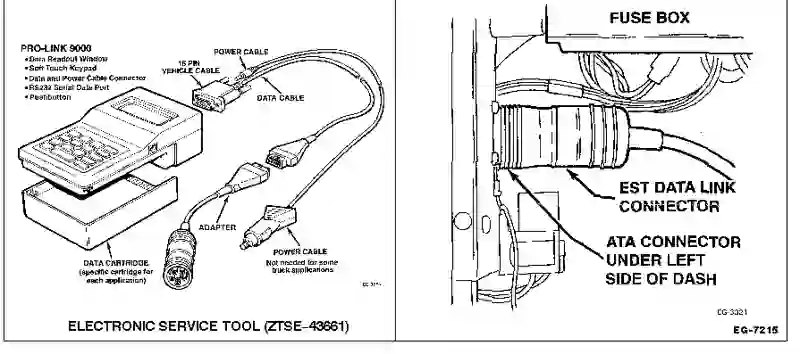 PRO-LINK 9000
•Data Readout Window
•Soft Touch Keypad
•Data and Power Cable Connector
•RS232 Serial Data Port
•Pushbutton
15 PIN
VEHICLE CABLE
POWER CABLE
DATA CABLE
ADAPTER
DATA CARTRIDGE
(specific cartridge for
each application)
POWER CABLE
Not needed for some
truck applications
ELECTRONIC SERVICE TOOL (ZTSE-43661)
FUSE BOX
EST DATA LINK
CONNECTOR
ATA CONNECTOR
UNDER LEFT
SIDE OF DASH
EG-3321
EG-7215